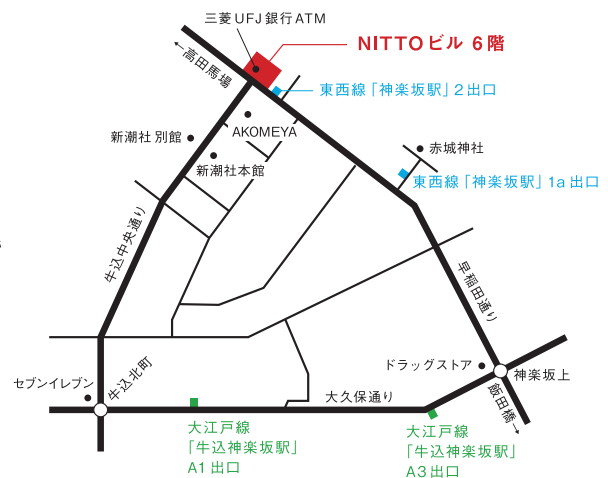 三菱UFJ銀行ATM
NITTOビル 6階
←高田馬場
東西線「神楽坂駅」2出口
AKOMEYA
新潮社 別館
赤城神社
新潮社本館
東西線「神楽坂駅」1a出口
牛込中央通り
早稲田通り
ドラッグストア
神楽坂上
セブンイレブン
牛込北町
大久保通り
飯田橋→
大江戸線
「牛込神楽坂駅」
A1出口
大江戸線
「牛込神楽坂駅」
A3出口